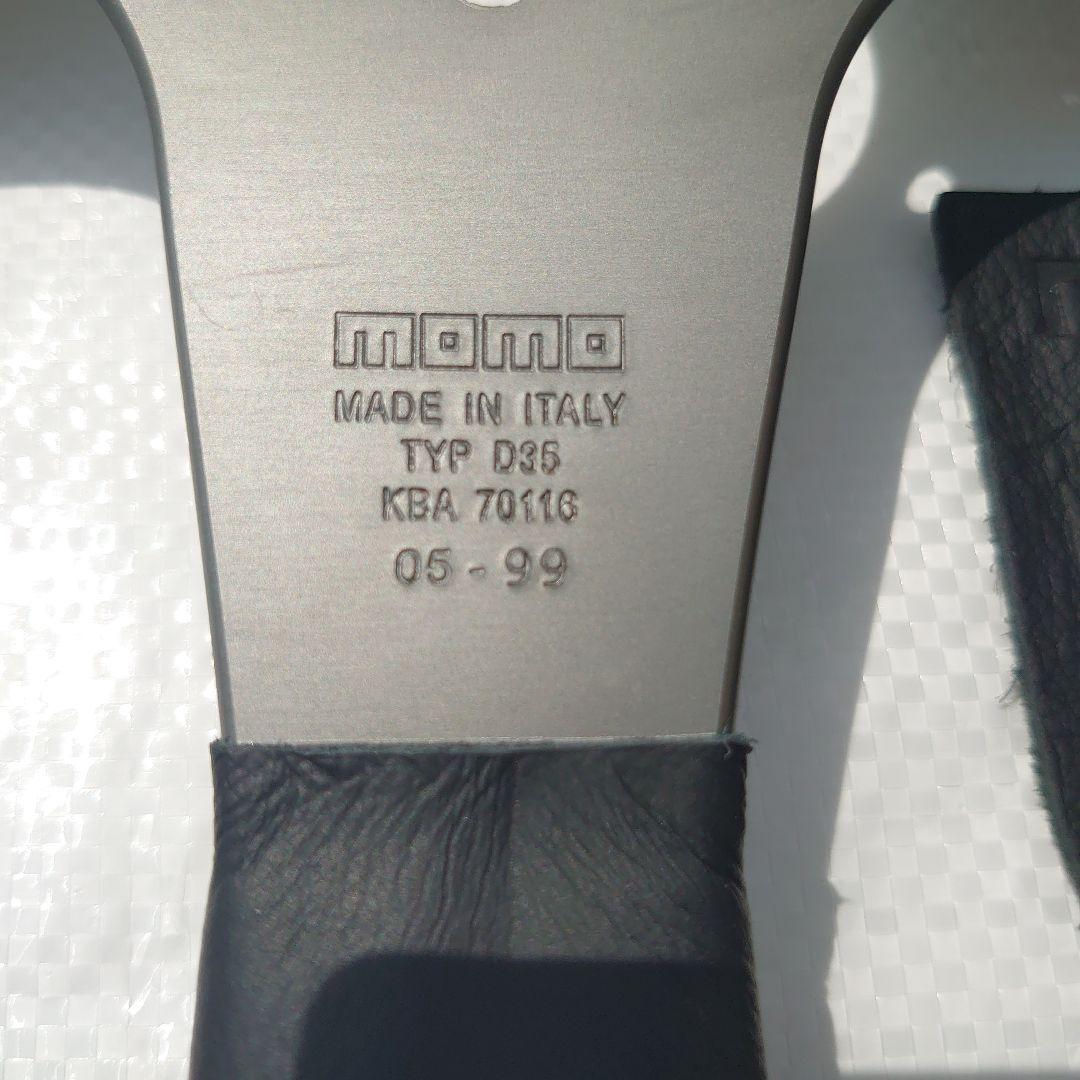 momo
MADE IN ITALY
TYP D35
KBA 70116
05-99